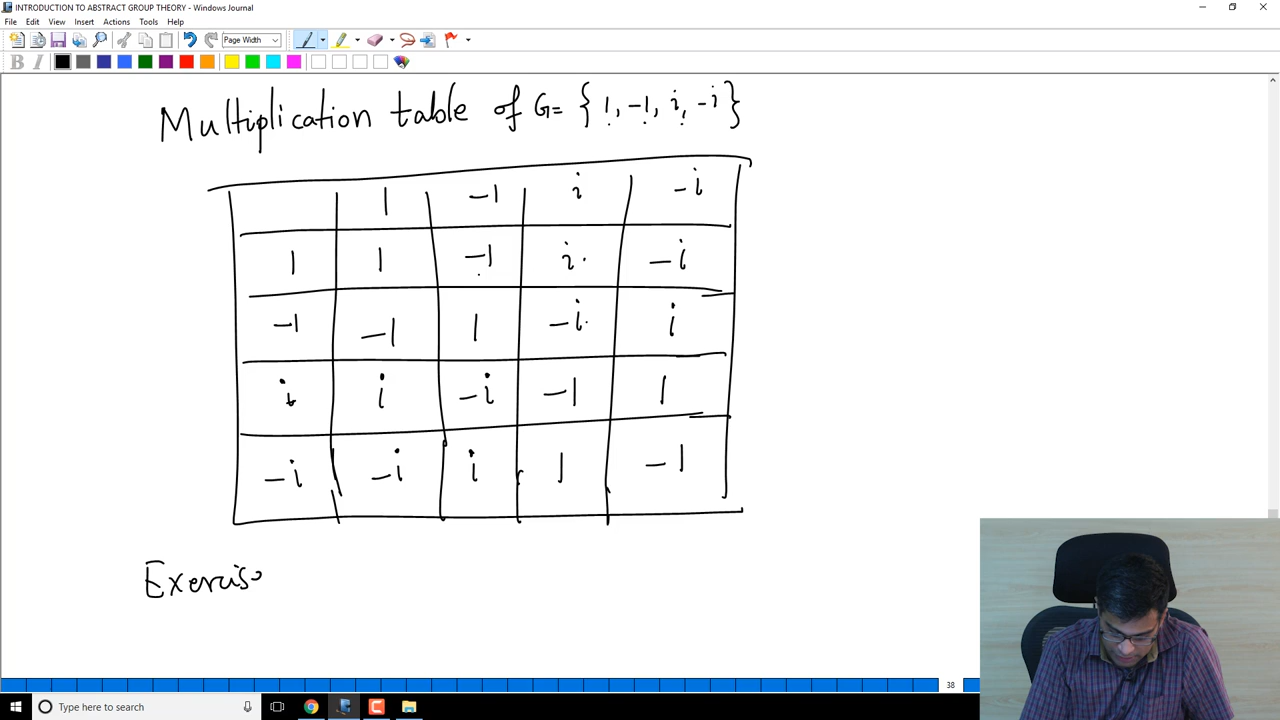 INTRODUCTION TO ABSTRACT GROUP THEORY - Windows Journal
File Edit View Insert Actions Tools Help
Page Width
B I
Multiplication table of G= { 1, -1, i, -i }
1 -1 i -i
1 1 -1 i -i
-1 -1 1 -i i
i i -i -1 1
-i -i i 1 -1
Exercise
38
Type here to search